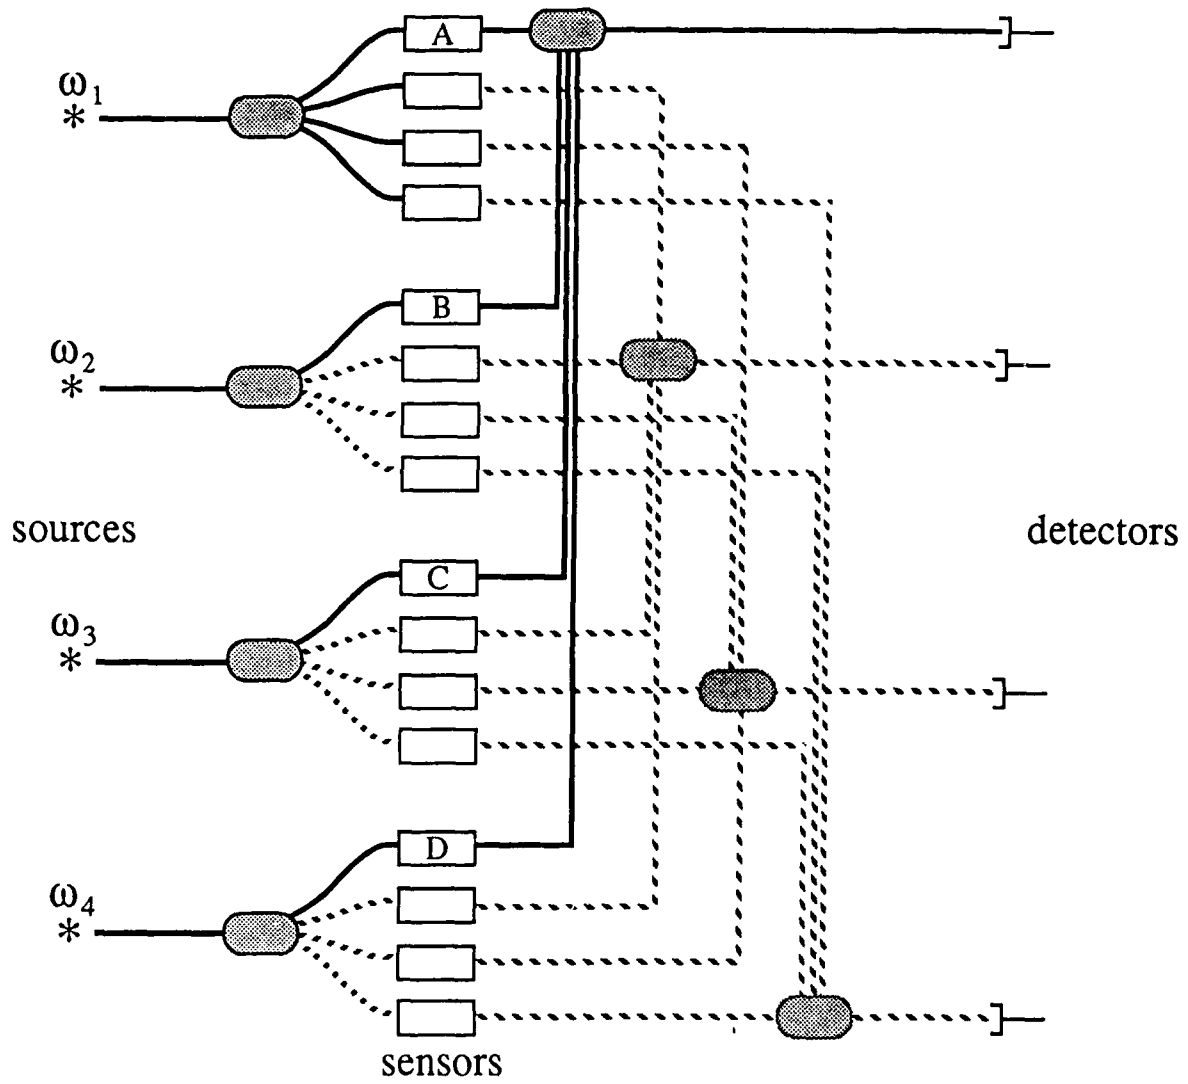 A
ω1
*
B
ω2
*
sources
detectors
C
ω3
*
D
ω4
*
sensors